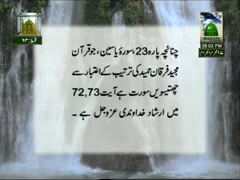 چنانچہ پارہ 23، سورۂ یاسین، جو قرآن
مجید فرقان حمید کی ترتیب کے اعتبار سے
چھتیسویں سورت ہے آیت 72,73
میں ارشاد خداوندی عزوجل ہے ۔